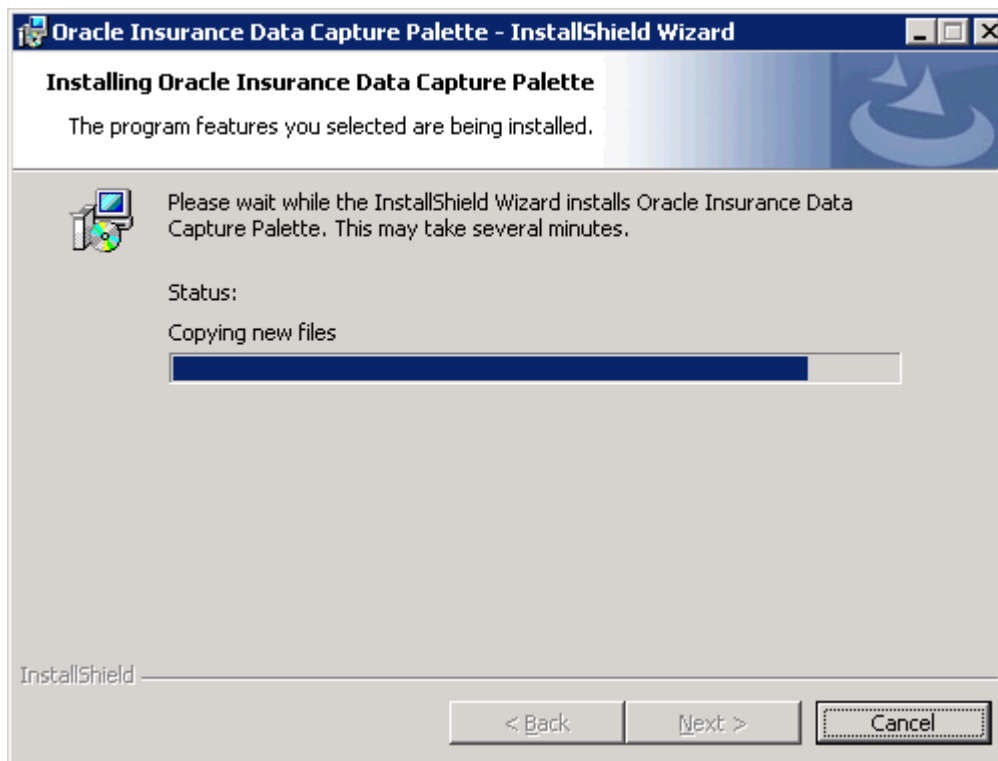 Oracle Insurance Data Capture Palette - InstallShield Wizard
Installing Oracle Insurance Data Capture Palette
The program features you selected are being installed.
Please wait while the InstallShield Wizard installs Oracle Insurance Data
Capture Palette. This may take several minutes.
Status:
Copying new files
InstallShield
< Back Next > Cancel